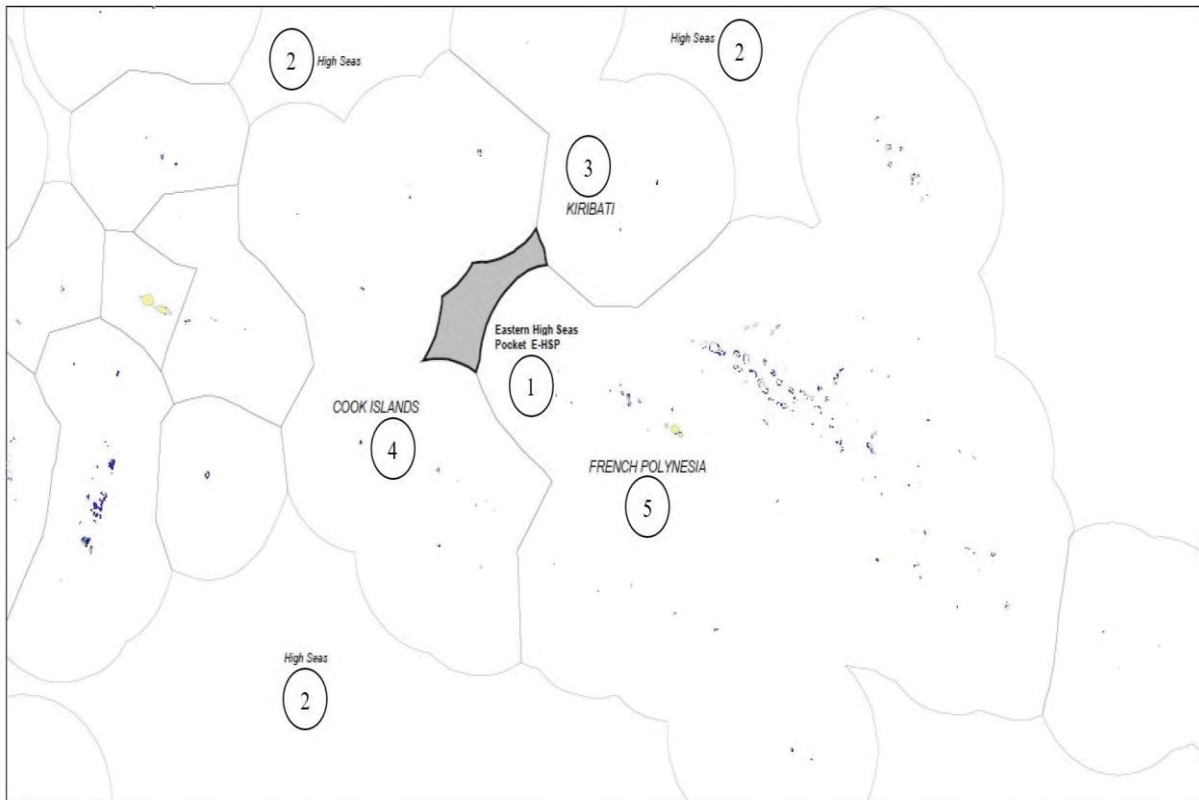 2
High Seas
High Seas
2
3
KIRIBATI
Eastern High Seas
Pocket E-HSP
1
COOK ISLANDS
4
FRENCH POLYNESIA
5
High Seas
2